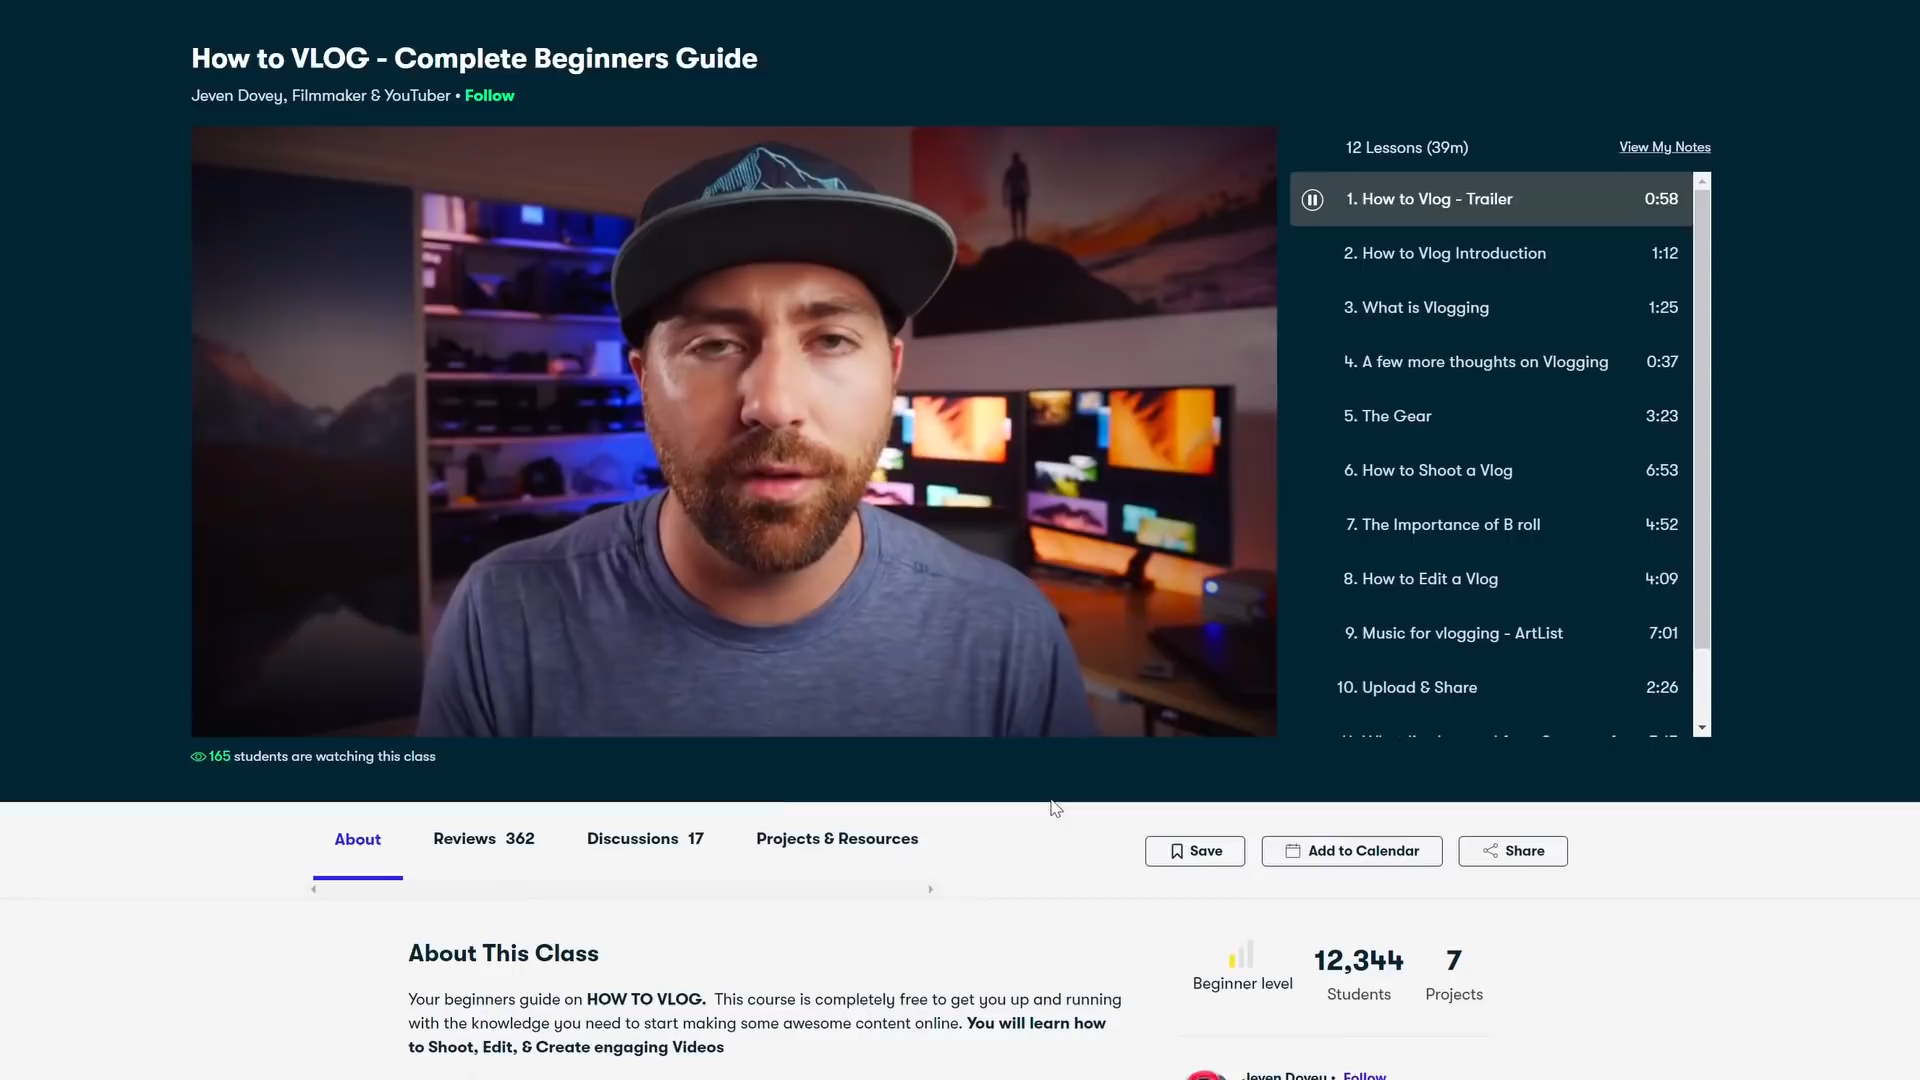 How to VLOG - Complete Beginners Guide
Jeven Dovey, Filmmaker & YouTuber • Follow
12 Lessons (39m)
View My Notes
1. How to Vlog - Trailer 0:58
2. How to Vlog Introduction 1:12
3. What is Vlogging 1:25
4. A few more thoughts on Vlogging 0:37
5. The Gear 3:23
6. How to Shoot a Vlog 6:53
7. The Importance of B roll 4:52
8. How to Edit a Vlog 4:09
9. Music for vlogging - ArtList 7:01
10. Upload & Share 2:26
165 students are watching this class
About
Reviews 362
Discussions 17
Projects & Resources
Save
Add to Calendar
Share
About This Class
Your beginners guide on HOW TO VLOG. This course is completely free to get you up and running
with the knowledge you need to start making some awesome content online. You will learn how
to Shoot, Edit, & Create engaging Videos
Beginner level
12,344
Students
7
Projects
Jeven Dovey • Follow